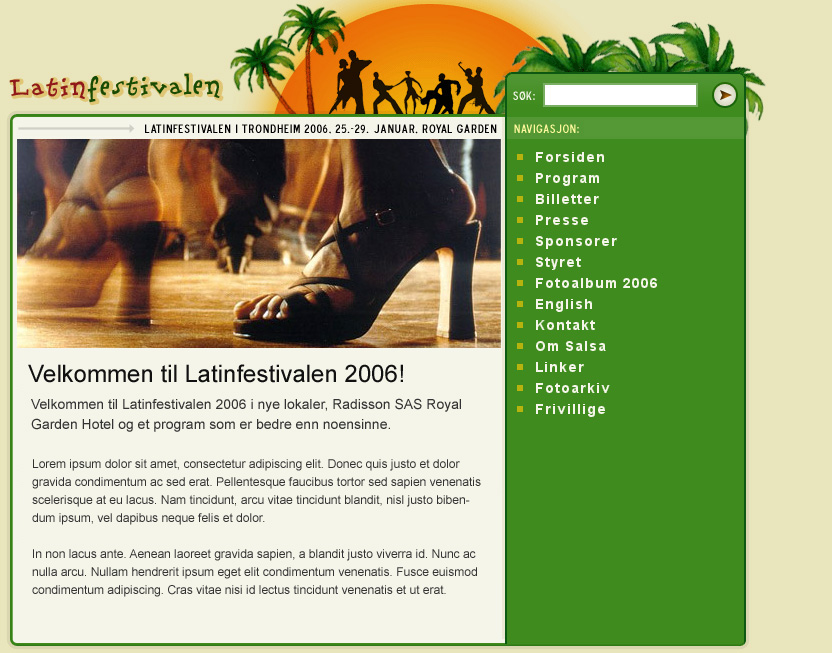 Latinfestivalen
SØK:
LATINFESTIVALEN I TRONDHEIM 2006, 25.-29. JANUAR, ROYAL GARDEN
NAVIGASJON:
Forsiden
Program
Billetter
Presse
Sponsorer
Styret
Fotoalbum 2006
English
Kontakt
Om Salsa
Linker
Fotoarkiv
Frivillige
Velkommen til Latinfestivalen 2006!
Velkommen til Latinfestivalen 2006 i nye lokaler, Radisson SAS Royal
Garden Hotel og et program som er bedre enn noensinne.
Lorem ipsum dolor sit amet, consectetur adipiscing elit. Donec quis justo et dolor
gravida condimentum ac sed erat. Pellentesque faucibus tortor sed sapien venenatis
scelerisque at eu lacus. Nam tincidunt, arcu vitae tincidunt blandit, nisl justo biben-
dum ipsum, vel dapibus neque felis et dolor.
In non lacus ante. Aenean laoreet gravida sapien, a blandit justo viverra id. Nunc ac
nulla arcu. Nullam hendrerit ipsum eget elit condimentum venenatis. Fusce euismod
condimentum adipiscing. Cras vitae nisi id lectus tincidunt venenatis et ut erat.